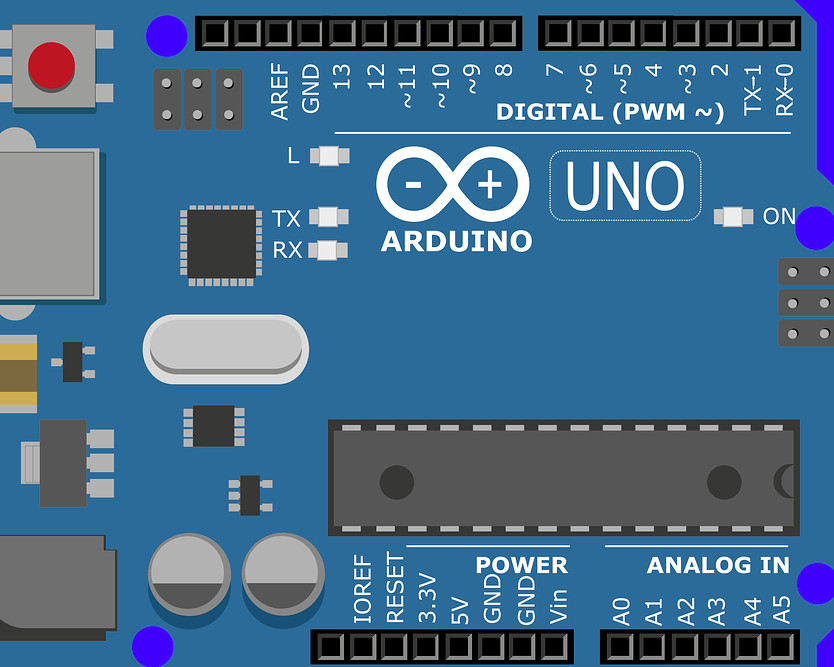 AREF GND 13 12 ~11 ~10 ~9 8 7 ~6 ~5 4 ~3 2 TX→1 RX←0
DIGITAL (PWM ~)
L
- +
UNO
TX
ON
RX
ARDUINO
POWER
ANALOG IN
IOREF RESET 3.3V 5V GND GND Vin A0 A1 A2 A3 A4 A5